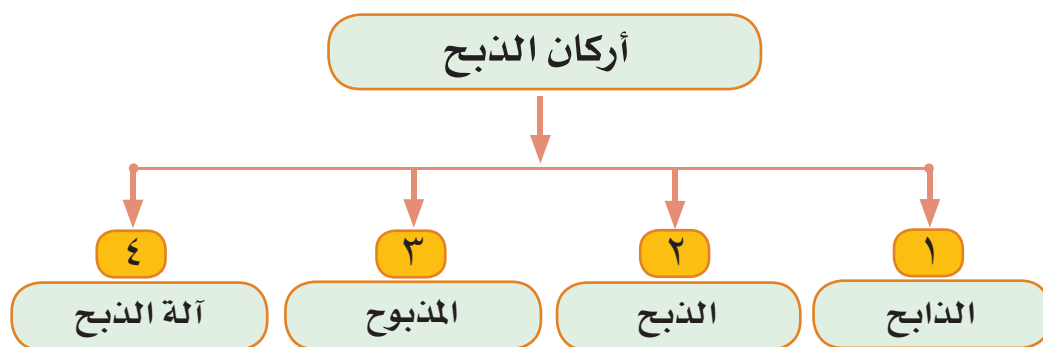 أركان الذبح
١
٢
٣
٤
الذابح
الذبح
المذبوح
آلة الذبح